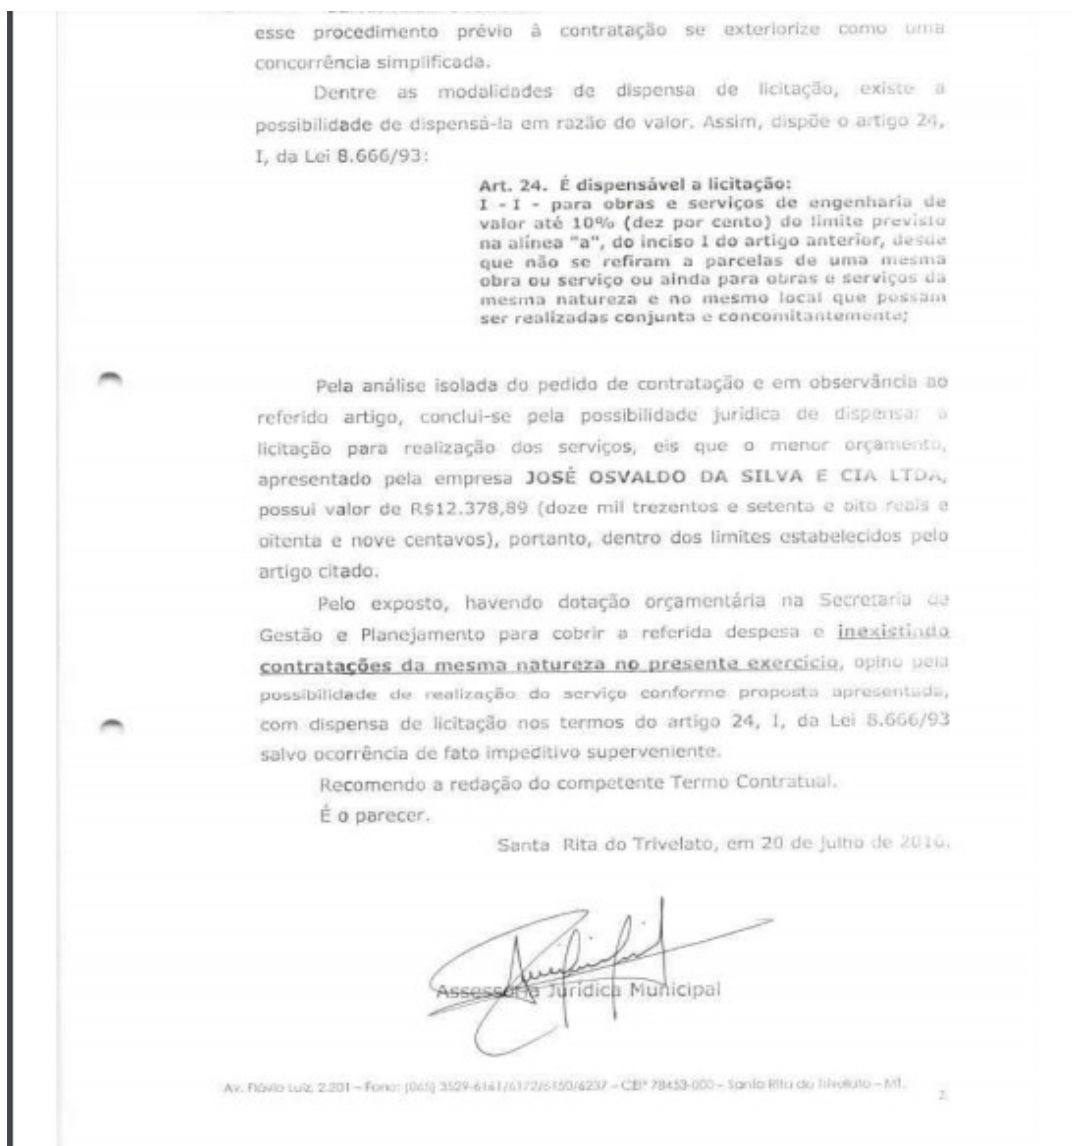 esse procedimento prévio à contratação se exteriorize como uma
concorrência simplificada.
Dentre as modalidades de dispensa de licitação, existe a
possibilidade de dispensá-la em razão do valor. Assim, dispõe o artigo 24,
I, da Lei 8.666/93:
Art. 24. É dispensável a licitação:
I - I - para obras e serviços de engenharia de
valor até 10% (dez por cento) do limite previsto
na alínea "a", do inciso I do artigo anterior, desde
que não se refiram a parcelas de uma mesma
obra ou serviço ou ainda para obras e serviços da
mesma natureza e no mesmo local que possam
ser realizadas conjunta e concomitantemente;
Pela análise isolada do pedido de contratação e em observância ao
referido artigo, conclui-se pela possibilidade jurídica de dispensar a
licitação para realização dos serviços, eis que o menor orçamento,
apresentado pela empresa JOSÉ OSVALDO DA SILVA E CIA LTDA,
possui valor de R$12.378,89 (doze mil trezentos e setenta e oito reais e
oitenta e nove centavos), portanto, dentro dos limites estabelecidos pelo
artigo citado.
Pelo exposto, havendo dotação orçamentária na Secretaria de
Gestão e Planejamento para cobrir a referida despesa e inexistindo
contratações da mesma natureza no presente exercício, opino pela
possibilidade de realização do serviço conforme proposta apresentada,
com dispensa de licitação nos termos do artigo 24, I, da Lei 8.666/93
salvo ocorrência de fato impeditivo superveniente.
Recomendo a redação do competente Termo Contratual.
É o parecer.
Santa Rita do Trivelato, em 20 de julho de 2016.
Assessoria Jurídica Municipal
Av. Flávio Luiz, 2.201 – Fone: (065) 3529-6161/6172/6150/6237 – CEP 78453-000 – Santa Rita do Trivelato – MT.
2